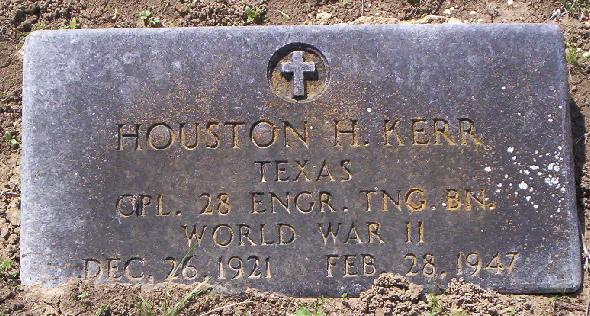 HOUSTON H. KERR
TEXAS
CPL. 28 ENGR. TNG. BN.
WORLD WAR II
DEC. 26, 1921 FEB 28, 1947